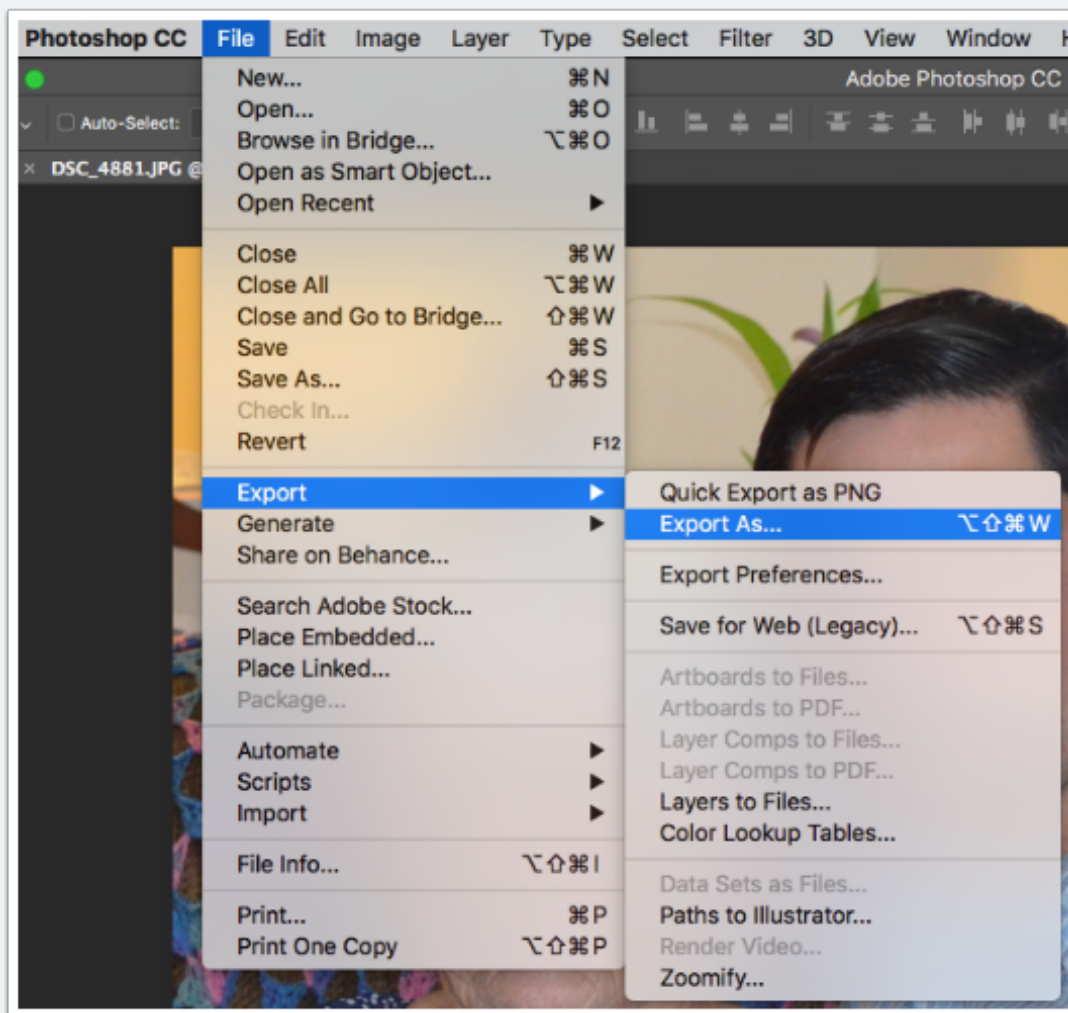 Photoshop CC File Edit Image Layer Type Select Filter 3D View Window
Adobe Photoshop CC
Auto-Select:
DSC_4881.JPG @
New... ⌘N
Open... ⌘O
Browse in Bridge... ⌥⌘O
Open as Smart Object...
Open Recent ▶
Close ⌘W
Close All ⌥⌘W
Close and Go to Bridge... ⇧⌘W
Save ⌘S
Save As... ⇧⌘S
Check In...
Revert F12
Export ▶
Generate ▶
Share on Behance...
Search Adobe Stock...
Place Embedded...
Place Linked...
Package...
Automate ▶
Scripts ▶
Import ▶
File Info... ⌥⇧⌘I
Print... ⌘P
Print One Copy ⌥⇧⌘P
Quick Export as PNG
Export As... ⌥⇧⌘W
Export Preferences...
Save for Web (Legacy)... ⌥⇧⌘S
Artboards to Files...
Artboards to PDF...
Layer Comps to Files...
Layer Comps to PDF...
Layers to Files...
Color Lookup Tables...
Data Sets as Files...
Paths to Illustrator...
Render Video...
Zoomify...